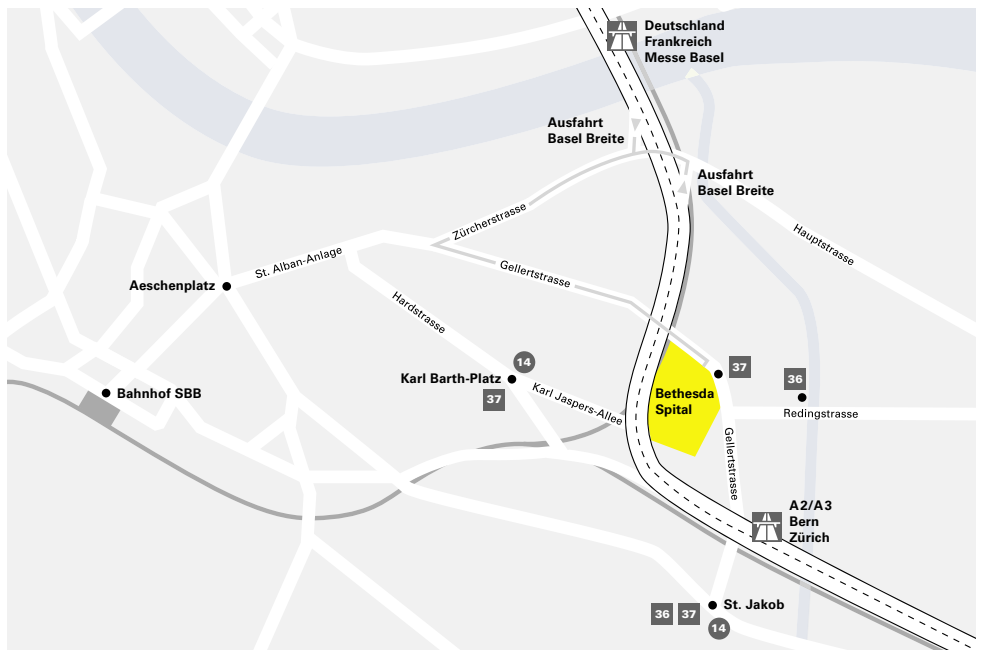 Deutschland
Frankreich
Messe Basel
Ausfahrt
Basel Breite
Ausfahrt
Basel Breite
Zürcherstrasse
Hauptstrasse
St. Alban-Anlage
Gellertstrasse
Aeschenplatz
Hardstrasse
14
37
36
Karl Barth-Platz
37
Karl Jaspers-Allee
Bethesda
Spital
Bahnhof SBB
Redingstrasse
Gellertstrasse
A2/A3
Bern
Zürich
36 37
St. Jakob
14